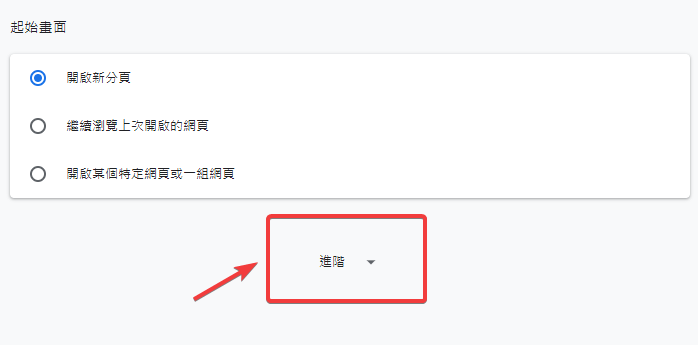 起始畫面
開啟新分頁
繼續瀏覽上次開啟的網頁
開啟某個特定網頁或一組網頁
進階